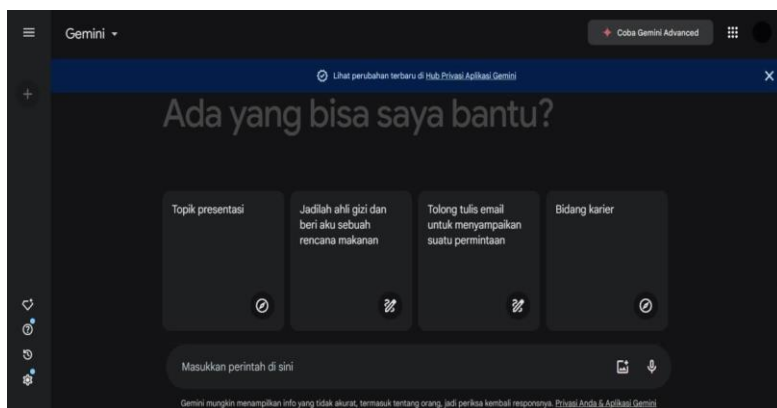 Gemini
Coba Gemini Advanced
Lihat perubahan terbaru di Hub Privasi Aplikasi Gemini
Ada yang bisa saya bantu?
Topik presentasi
Jadilah ahli gizi dan
beri aku sebuah
rencana makanan
Tolong tulis email
untuk menyampaikan
suatu permintaan
Bidang karier
Masukkan perintah di sini
Gemini mungkin menampilkan info yang tidak akurat, termasuk tentang orang, jadi periksa kembali responsnya. Privasi Anda & Aplikasi Gemini